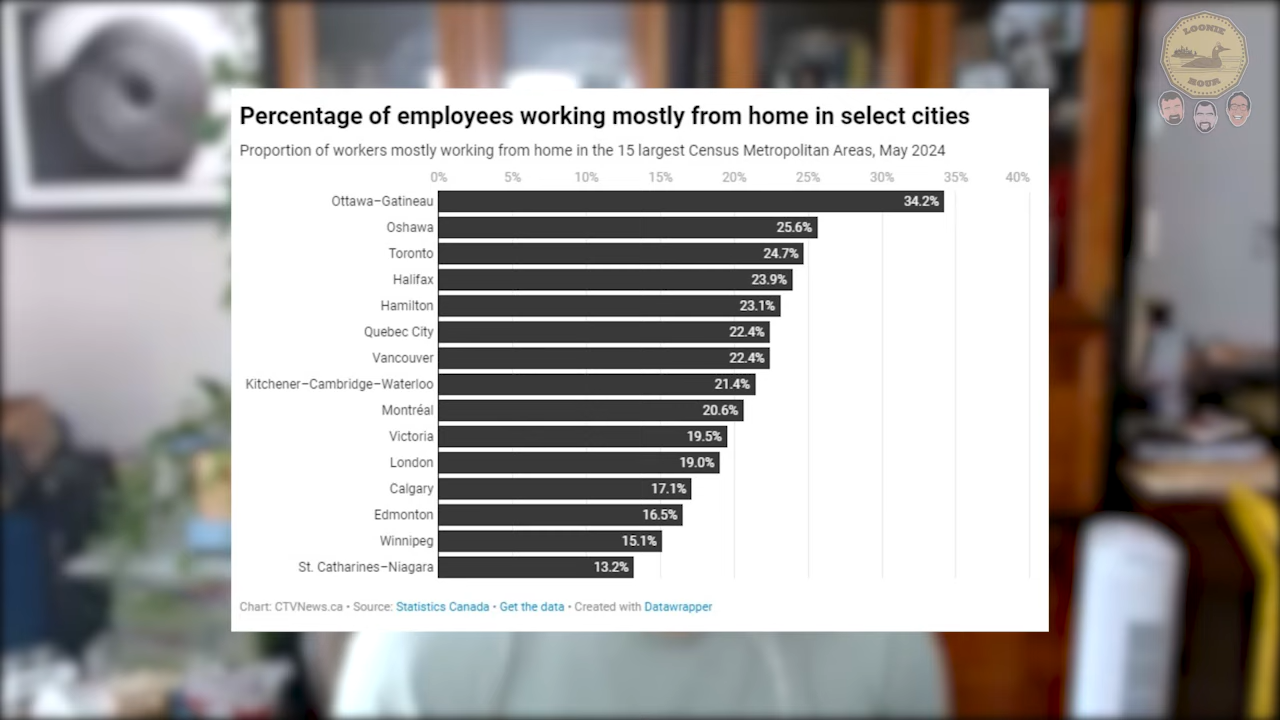 LOONIE
HOUR
Percentage of employees working mostly from home in select cities
Proportion of workers mostly working from home in the 15 largest Census Metropolitan Areas, May 2024
0% 5% 10% 15% 20% 25% 30% 35% 40%
Ottawa–Gatineau 34.2%
Oshawa 25.6%
Toronto 24.7%
Halifax 23.9%
Hamilton 23.1%
Quebec City 22.4%
Vancouver 22.4%
Kitchener–Cambridge–Waterloo 21.4%
Montréal 20.6%
Victoria 19.5%
London 19.0%
Calgary 17.1%
Edmonton 16.5%
Winnipeg 15.1%
St. Catharines–Niagara 13.2%
Chart: CTVNews.ca • Source: Statistics Canada • Get the data • Created with Datawrapper